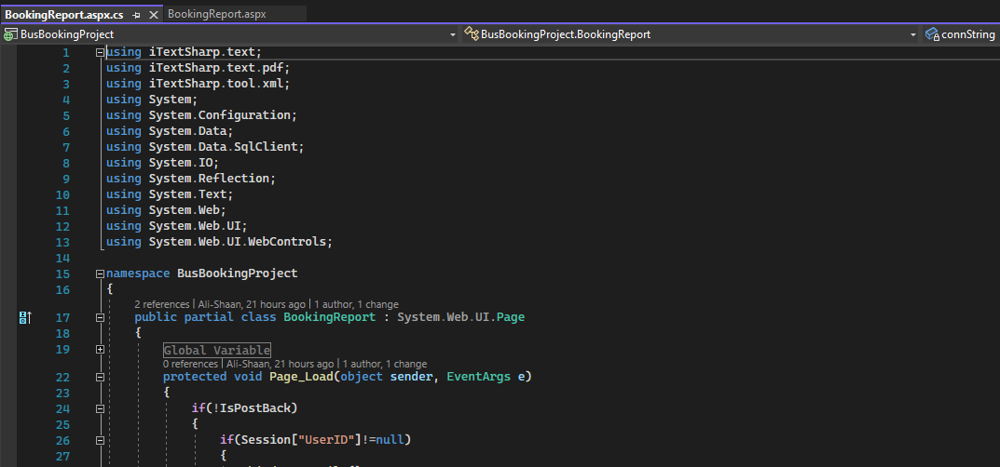 BookingReport.aspx.cs BookingReport.aspx
BusBookingProject BusBookingProject.BookingReport connString
1 using iTextSharp.text;
2 using iTextSharp.text.pdf;
3 using iTextSharp.tool.xml;
4 using System;
5 using System.Configuration;
6 using System.Data;
7 using System.Data.SqlClient;
8 using System.IO;
9 using System.Reflection;
10 using System.Text;
11 using System.Web;
12 using System.Web.UI;
13 using System.Web.UI.WebControls;
14
15 namespace BusBookingProject
16 {
2 references | Ali-Shaan, 21 hours ago | 1 author, 1 change
17 public partial class BookingReport : System.Web.UI.Page
18 {
19 Global Variable
0 references | Ali-Shaan, 21 hours ago | 1 author, 1 change
22 protected void Page_Load(object sender, EventArgs e)
23 {
24 if(!IsPostBack)
25 {
26 if(Session["UserID"]!=null)
27 {